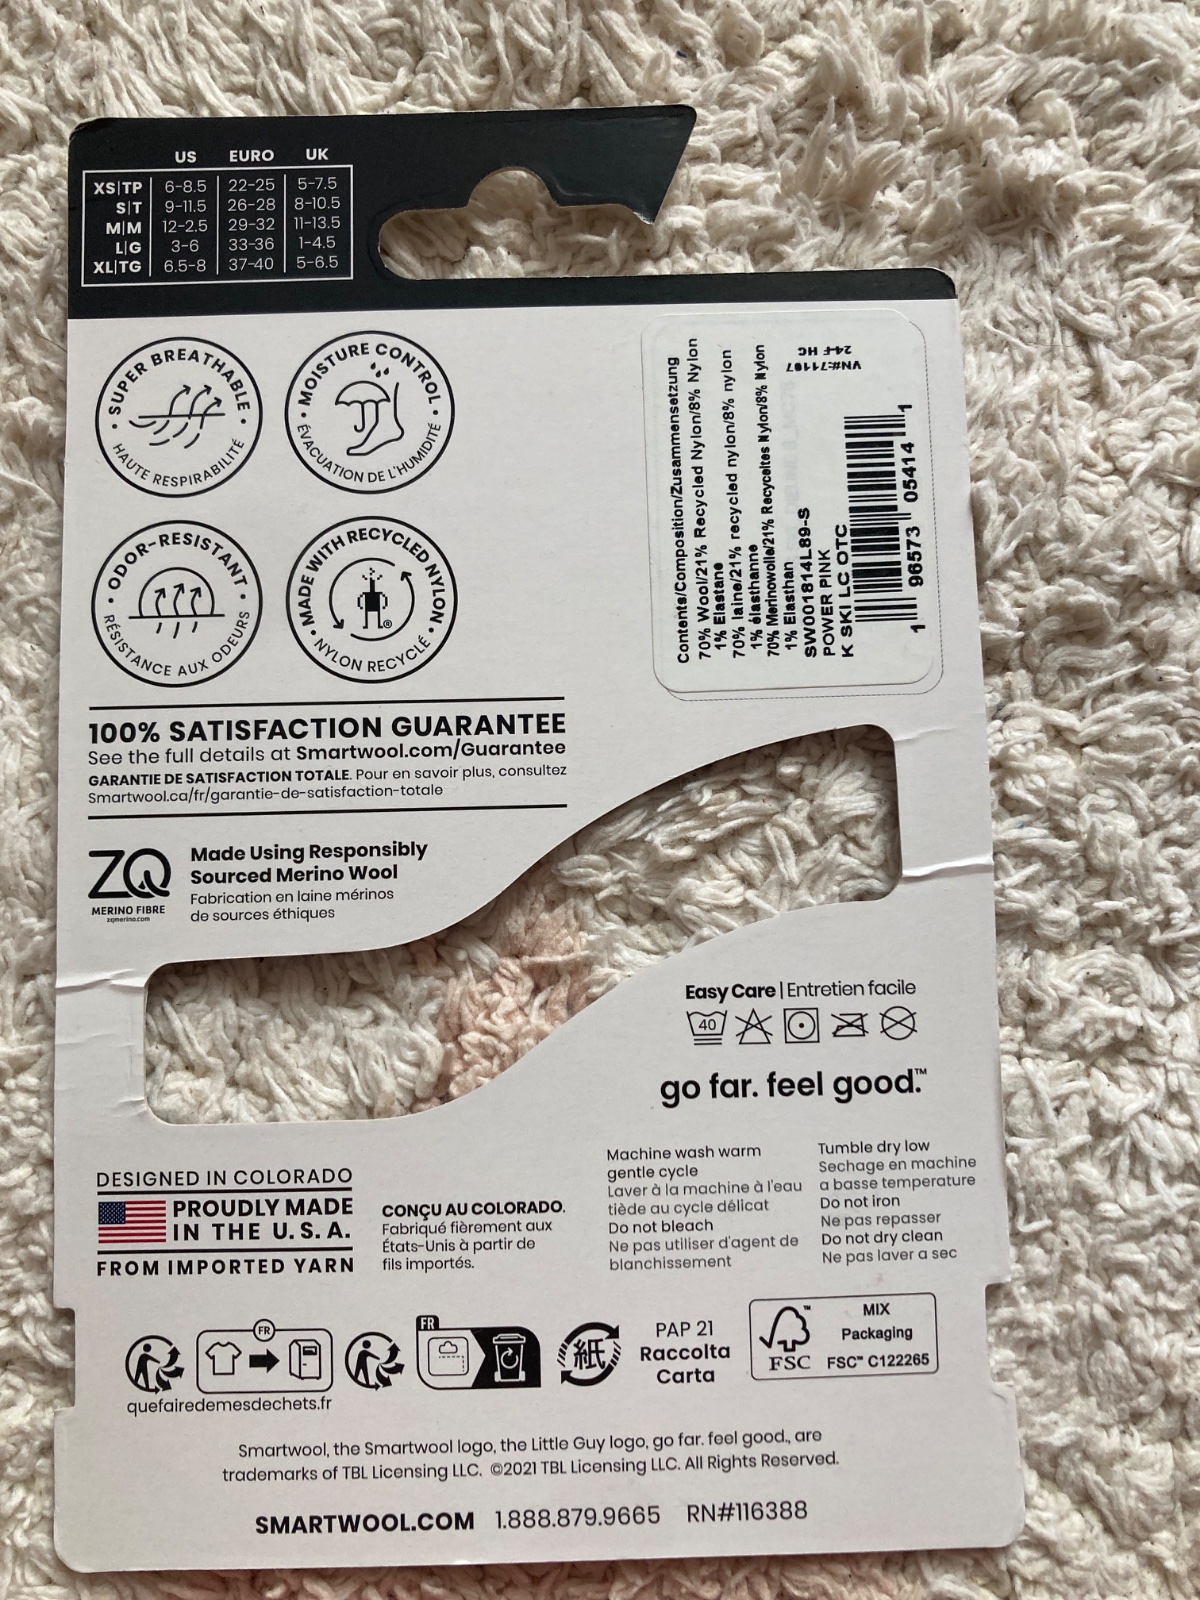 US EURO UK
XS|TP 6-8.5 22-25 5-7.5
S|T 9-11.5 26-28 8-10.5
M|M 12-2.5 29-32 11-13.5
L|G 3-6 33-36 1-4.5
XL|TG 6.5-8 37-40 5-6.5
• SUPER BREATHABLE •
HAUTE RESPIRABILITÉ
• MOISTURE CONTROL •
ÉVACUATION DE L'HUMIDITÉ
• ODOR-RESISTANT •
RÉSISTANCE AUX ODEURS
• MADE WITH RECYCLED NYLON •
NYLON RECYCLÉ
®
Contents/Composition/Zusammensetzung
70% Wool/21% Recycled Nylon/8% Nylon
1% Elastane
70% laine/21% recycled nylon/8% nylon
1% élasthanne
70% Merinowolle/21% Recyceltes Nylon/8% Nylon
1% Elasthan
SW001814L89-S
POWER PINK
K SKI LC OTC
1 96573 05414 1
VN#:71107
24-F HC
100% SATISFACTION GUARANTEE
See the full details at Smartwool.com/Guarantee
GARANTIE DE SATISFACTION TOTALE. Pour en savoir plus, consultez
Smartwool.ca/fr/garantie-de-satisfaction-totale
ZQ
MERINO FIBRE
zqmerino.com
Made Using Responsibly
Sourced Merino Wool
Fabrication en laine mérinos
de sources éthiques
Easy Care | Entretien facile
40
go far. feel good.™
DESIGNED IN COLORADO
PROUDLY MADE
IN THE U.S.A.
FROM IMPORTED YARN
CONÇU AU COLORADO.
Fabriqué fièrement aux
États-Unis à partir de
fils importés.
Machine wash warm
gentle cycle
Laver à la machine à l'eau
tiède au cycle délicat
Do not bleach
Ne pas utiliser d'agent de
blanchissement
Tumble dry low
Sechage en machine
a basse temperature
Do not iron
Ne pas repasser
Do not dry clean
Ne pas laver a sec
FR
quefairedemesdechets.fr
FR
紙
PAP 21
Raccolta
Carta
™
FSC
MIX
Packaging
FSC™ C122265
Smartwool, the Smartwool logo, the Little Guy logo, go far. feel good., are
trademarks of TBL Licensing LLC. ©2021 TBL Licensing LLC. All Rights Reserved.
SMARTWOOL.COM 1.888.879.9665 RN#116388